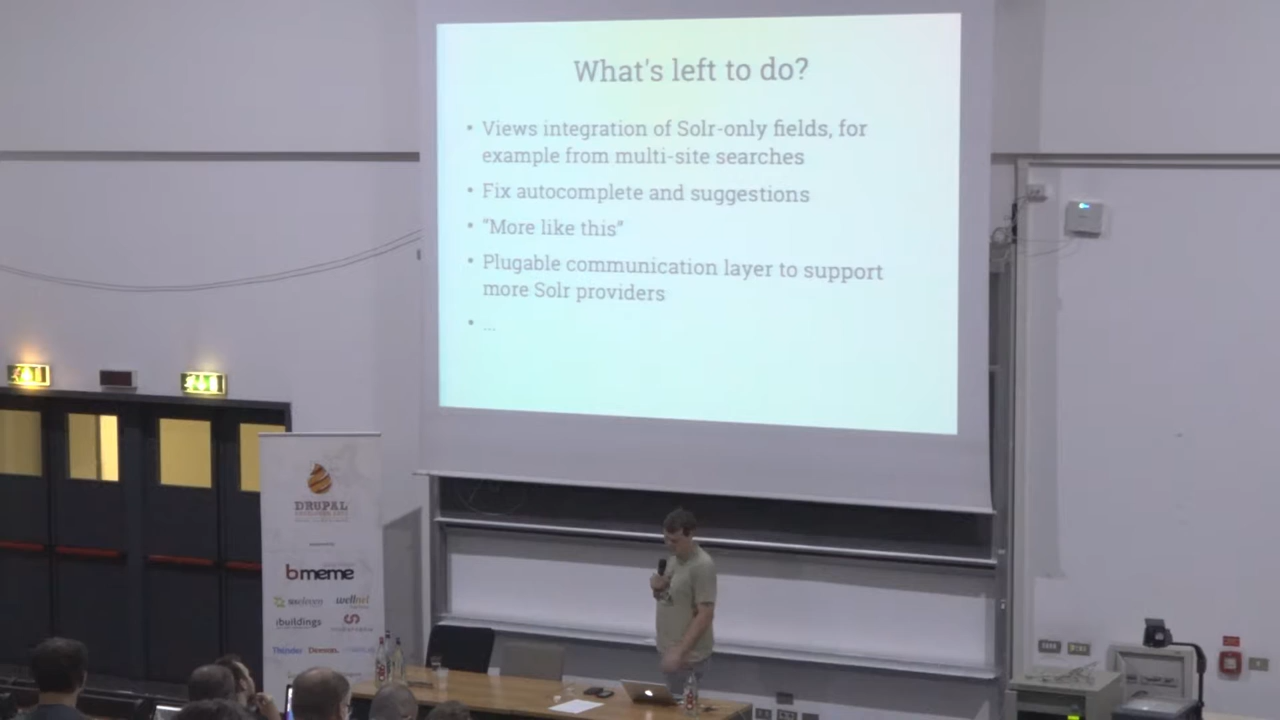 What's left to do?
• Views integration of Solr-only fields, for
example from multi-site searches
• Fix autocomplete and suggestions
• "More like this"
• Plugable communication layer to support
more Solr providers
• ...
DRUPAL
bmeme
wellnet
ibuildings